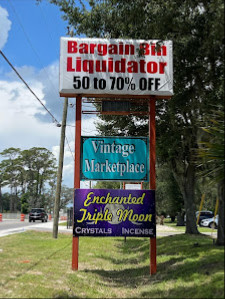 Bargain Bin
Liquidator
50 to 70% OFF
Vintage
Marketplace
Enchanted
Triple Moon
CRYSTALS INCENSE